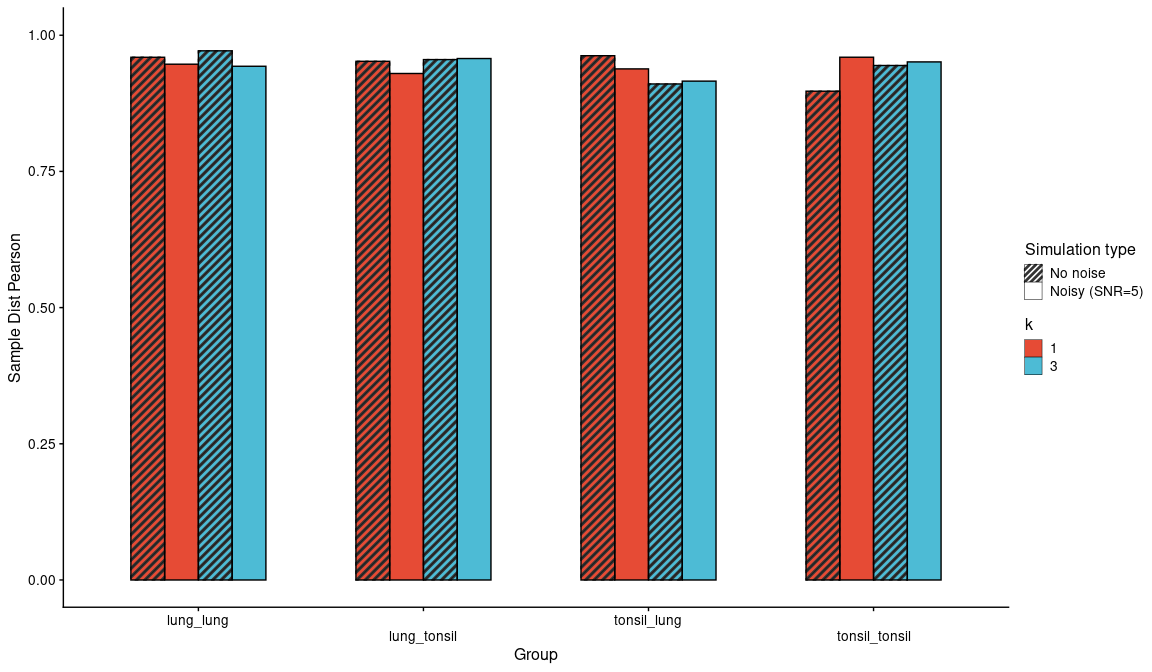 1.00
0.75
0.50
0.25
0.00
Sample Dist Pearson
lung_lung
lung_tonsil
tonsil_lung
tonsil_tonsil
Group
Simulation type
No noise
Noisy (SNR=5)
k
1
3